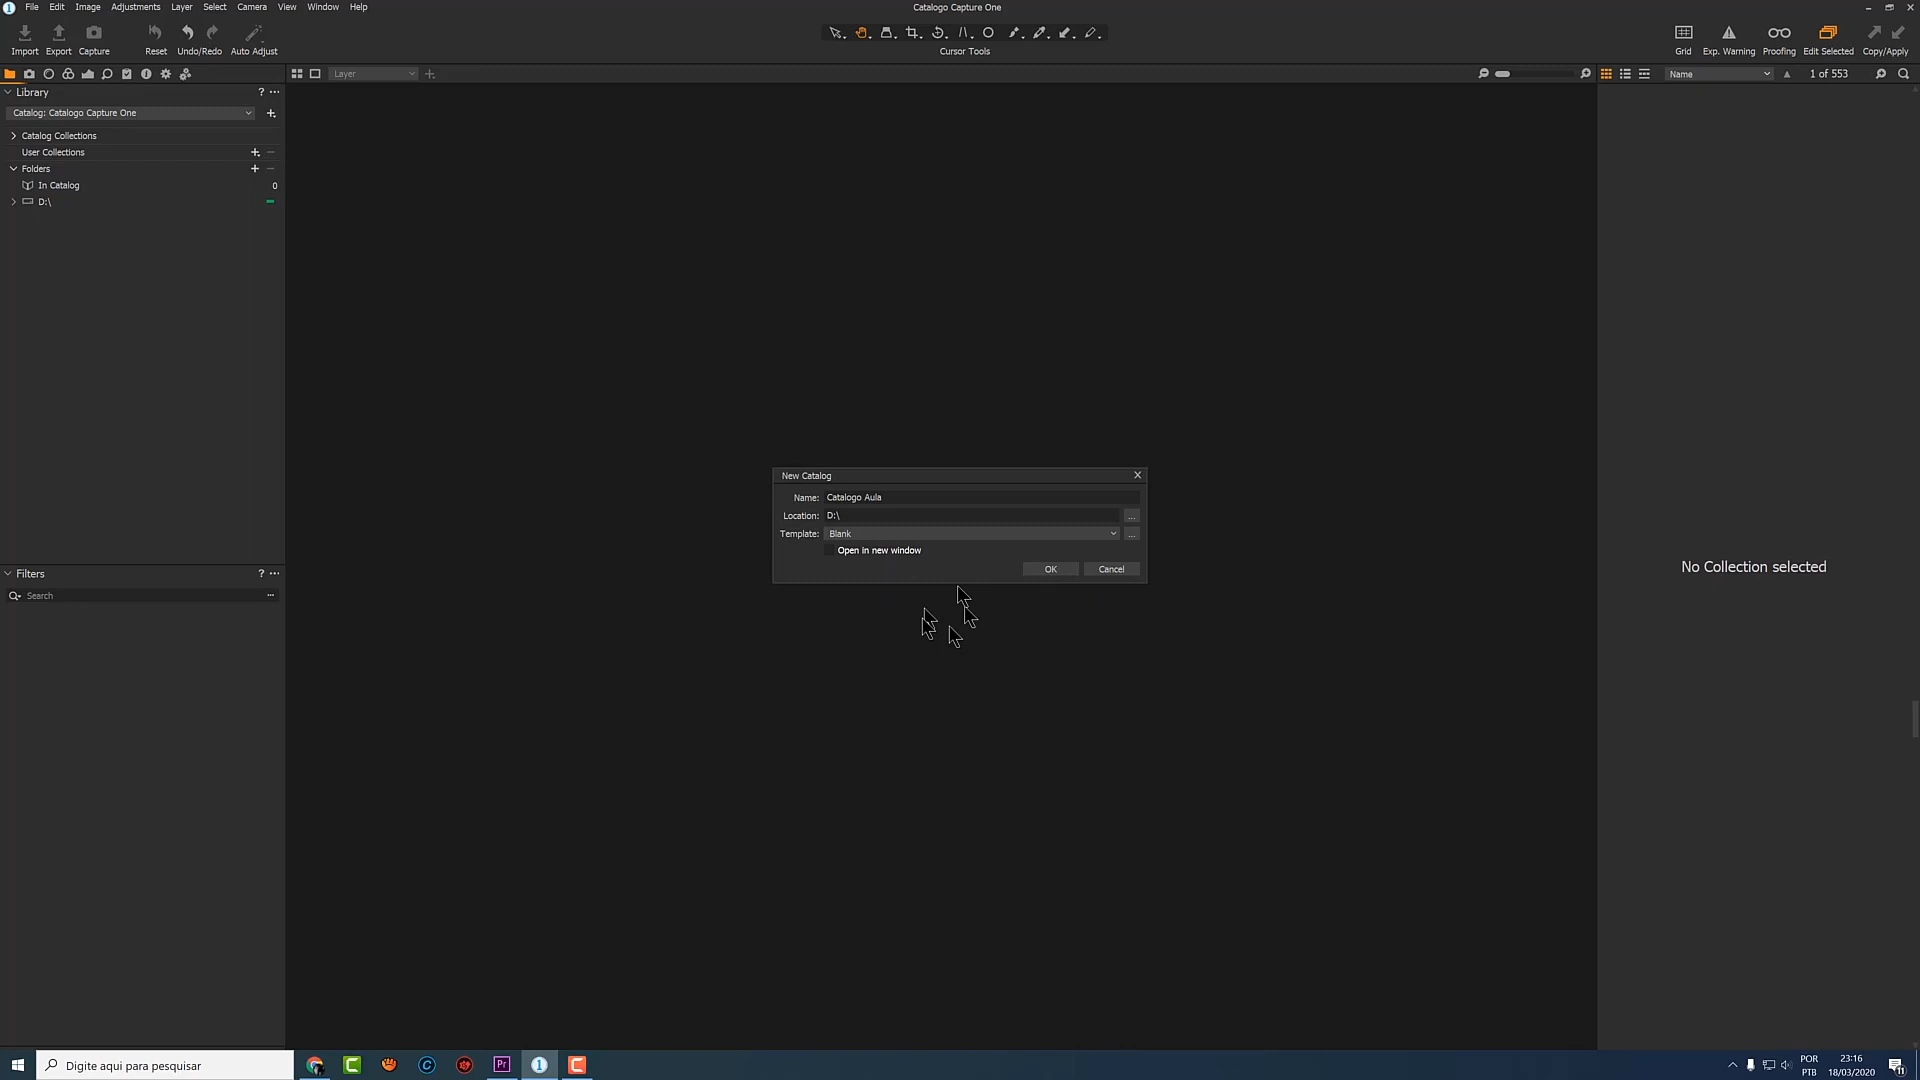 File Edit Image Adjustments Layer Select Camera View Window Help
Catalogo Capture One
Import Export Capture Reset Undo/Redo Auto Adjust
Cursor Tools
Grid Exp. Warning Proofing Edit Selected Copy/Apply
Layer
Name
1 of 553
Library
? ...
Catalog: Catalogo Capture One
Catalog Collections
User Collections
Folders
In Catalog 0
D:\
New Catalog
Name: Catalogo Aula
Location: D:\ ...
Template: Blank ...
Open in new window
OK Cancel
No Collection selected
Filters
? ...
Search ...
Digite aqui para pesquisar
Pr
POR
PTB
23:16
18/03/2020
11